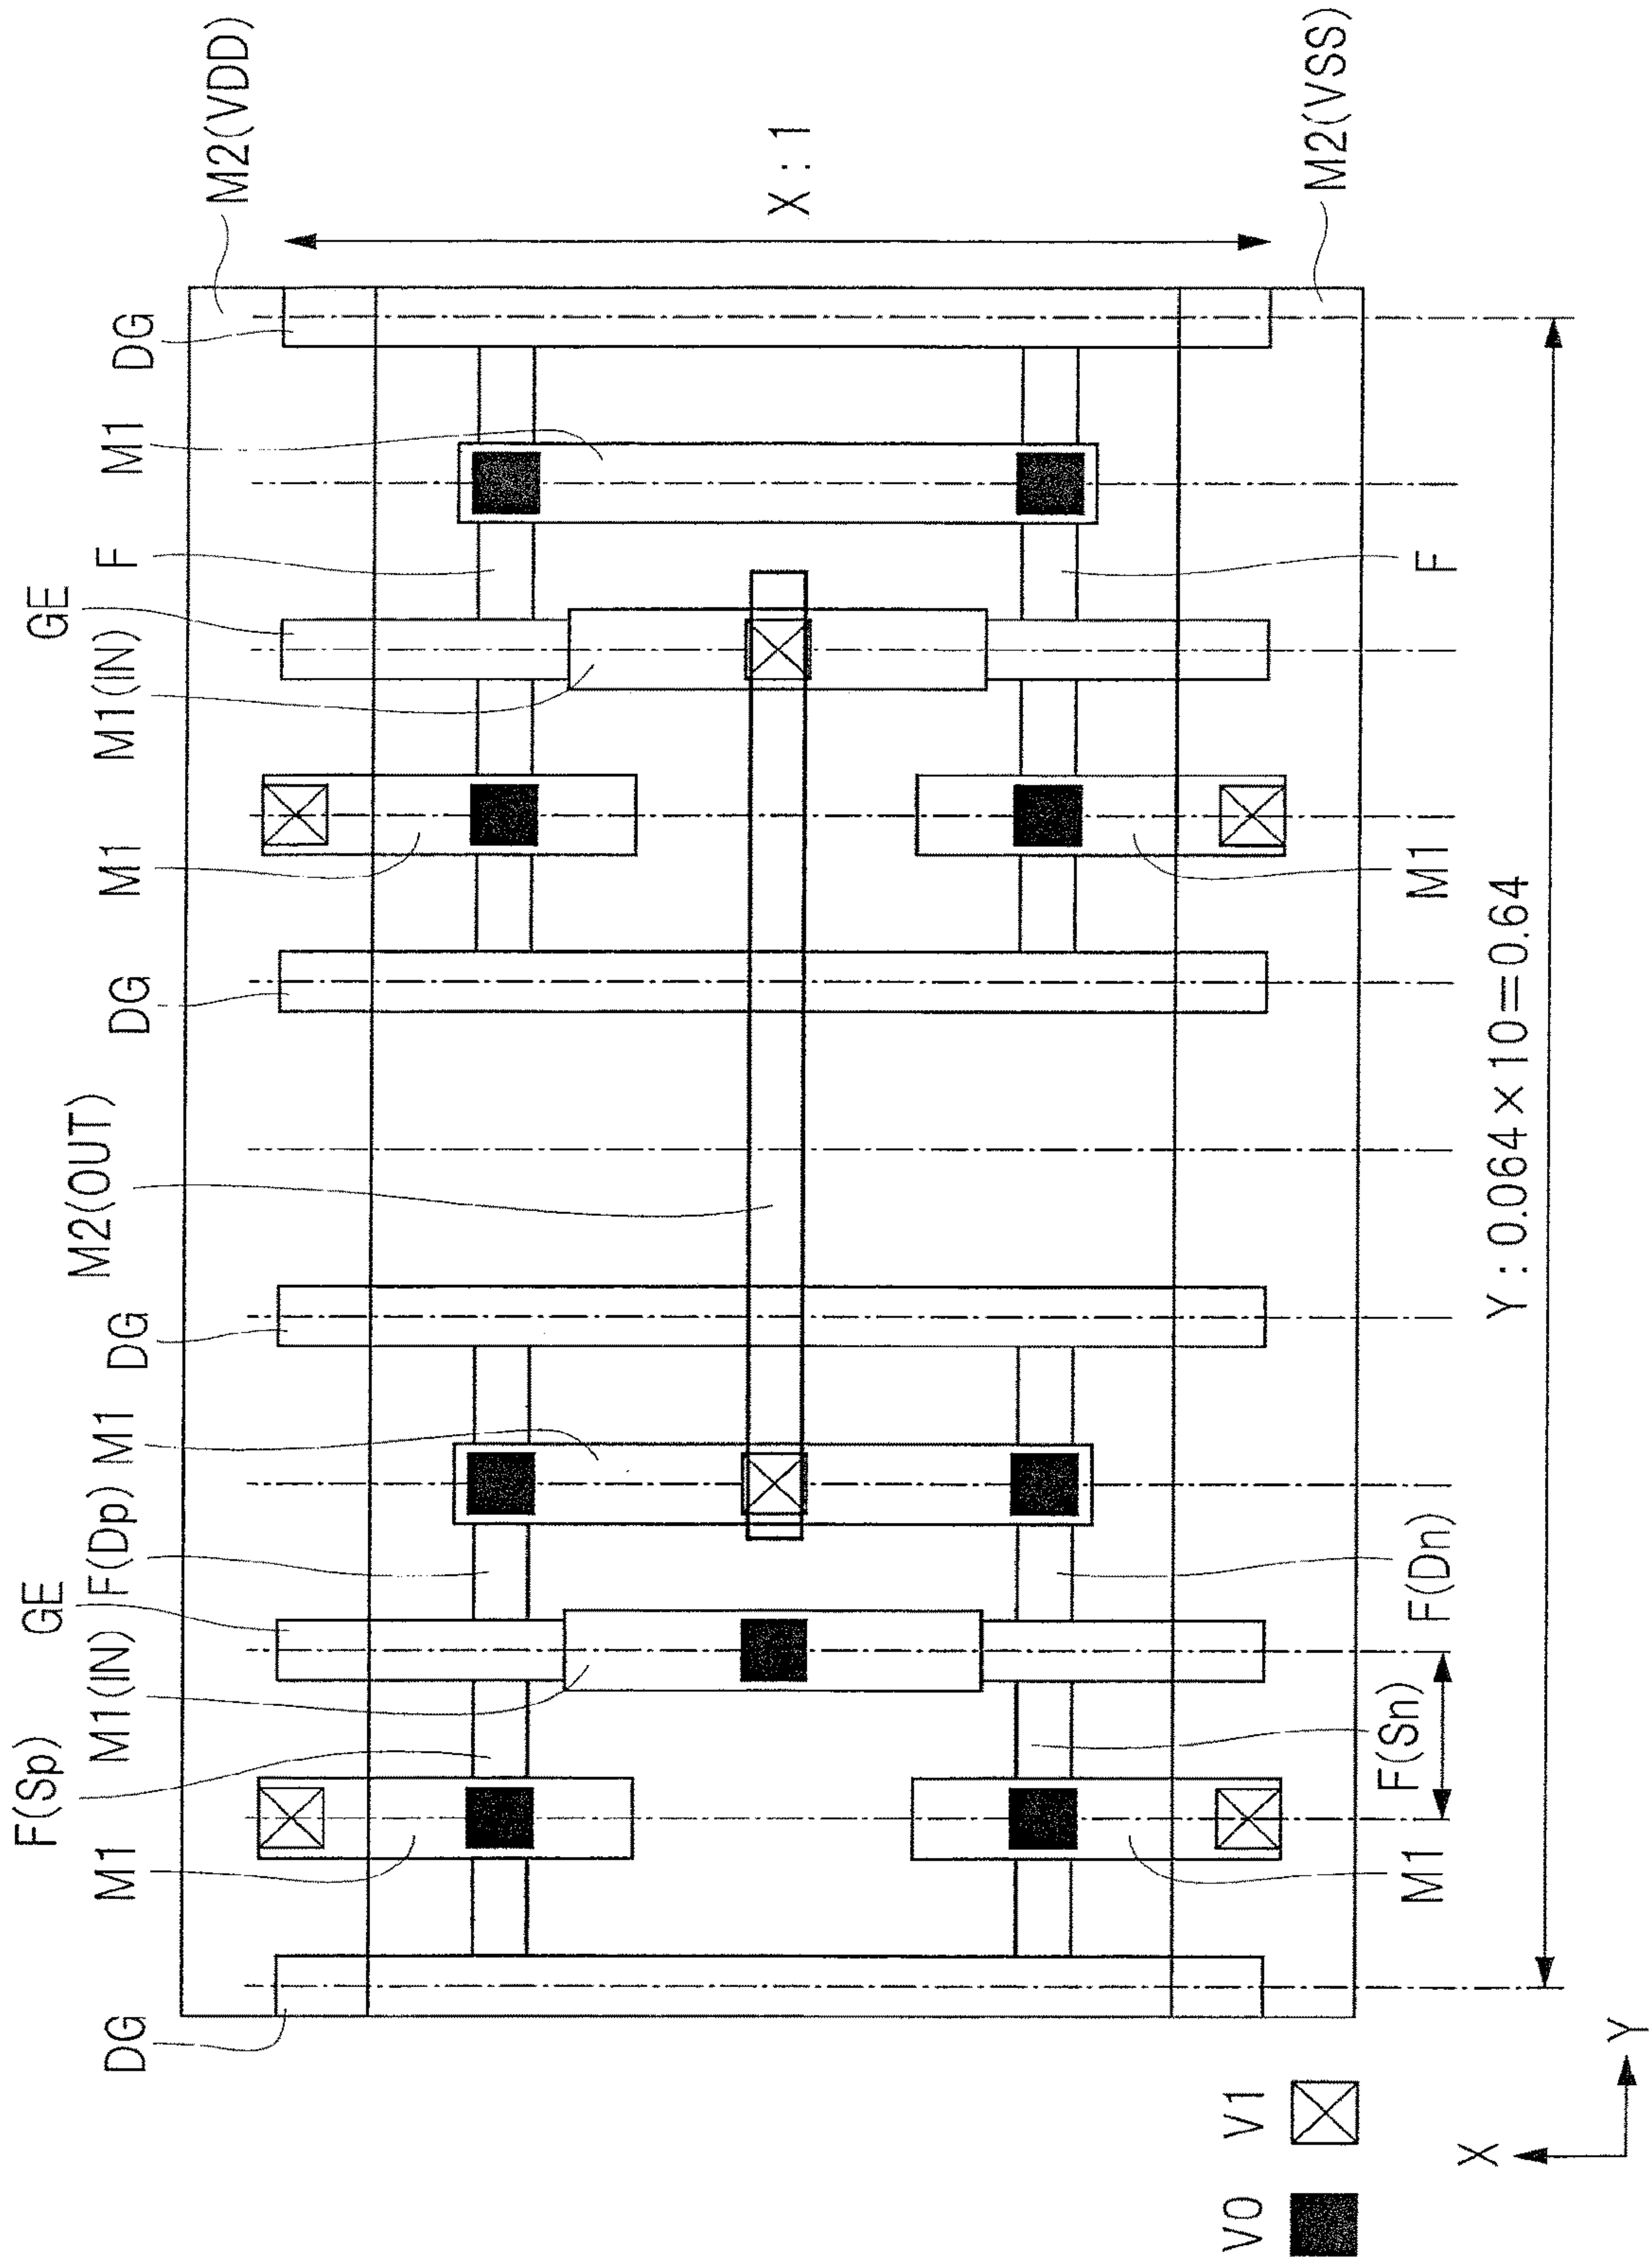 F(Sp)
GE
GE
DG
M1
M1(IN)
F(Dp)
M1
DG
M2(OUT)
DG
M1
M1(IN)
F
M1
DG
M2(VDD)
X : 1
M2(VSS)
M1
F(Sn)
F(Dn)
M1
F
Y : 0.064×10=0.64
V0
V1
X
Y